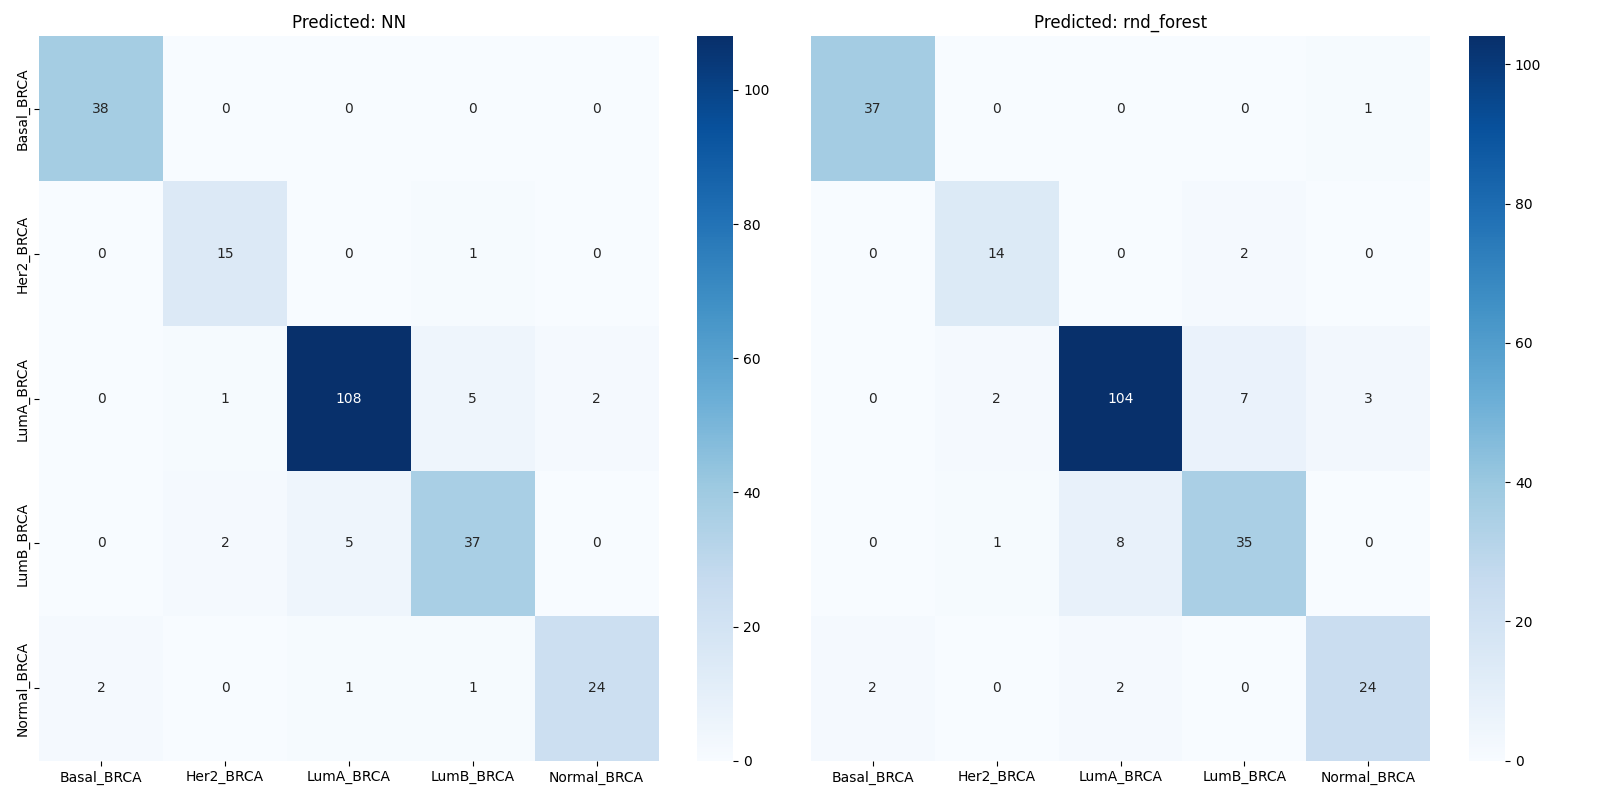 Predicted: NN
Basal_BRCA 38 0 0 0 0
Her2_BRCA 0 15 0 1 0
LumA_BRCA 0 1 108 5 2
LumB_BRCA 0 2 5 37 0
Normal_BRCA 2 0 1 1 24
Basal_BRCA Her2_BRCA LumA_BRCA LumB_BRCA Normal_BRCA
100
80
60
40
20
0
Predicted: rnd_forest
37 0 0 0 1
0 14 0 2 0
0 2 104 7 3
0 1 8 35 0
2 0 2 0 24
Basal_BRCA Her2_BRCA LumA_BRCA LumB_BRCA Normal_BRCA
100
80
60
40
20
0